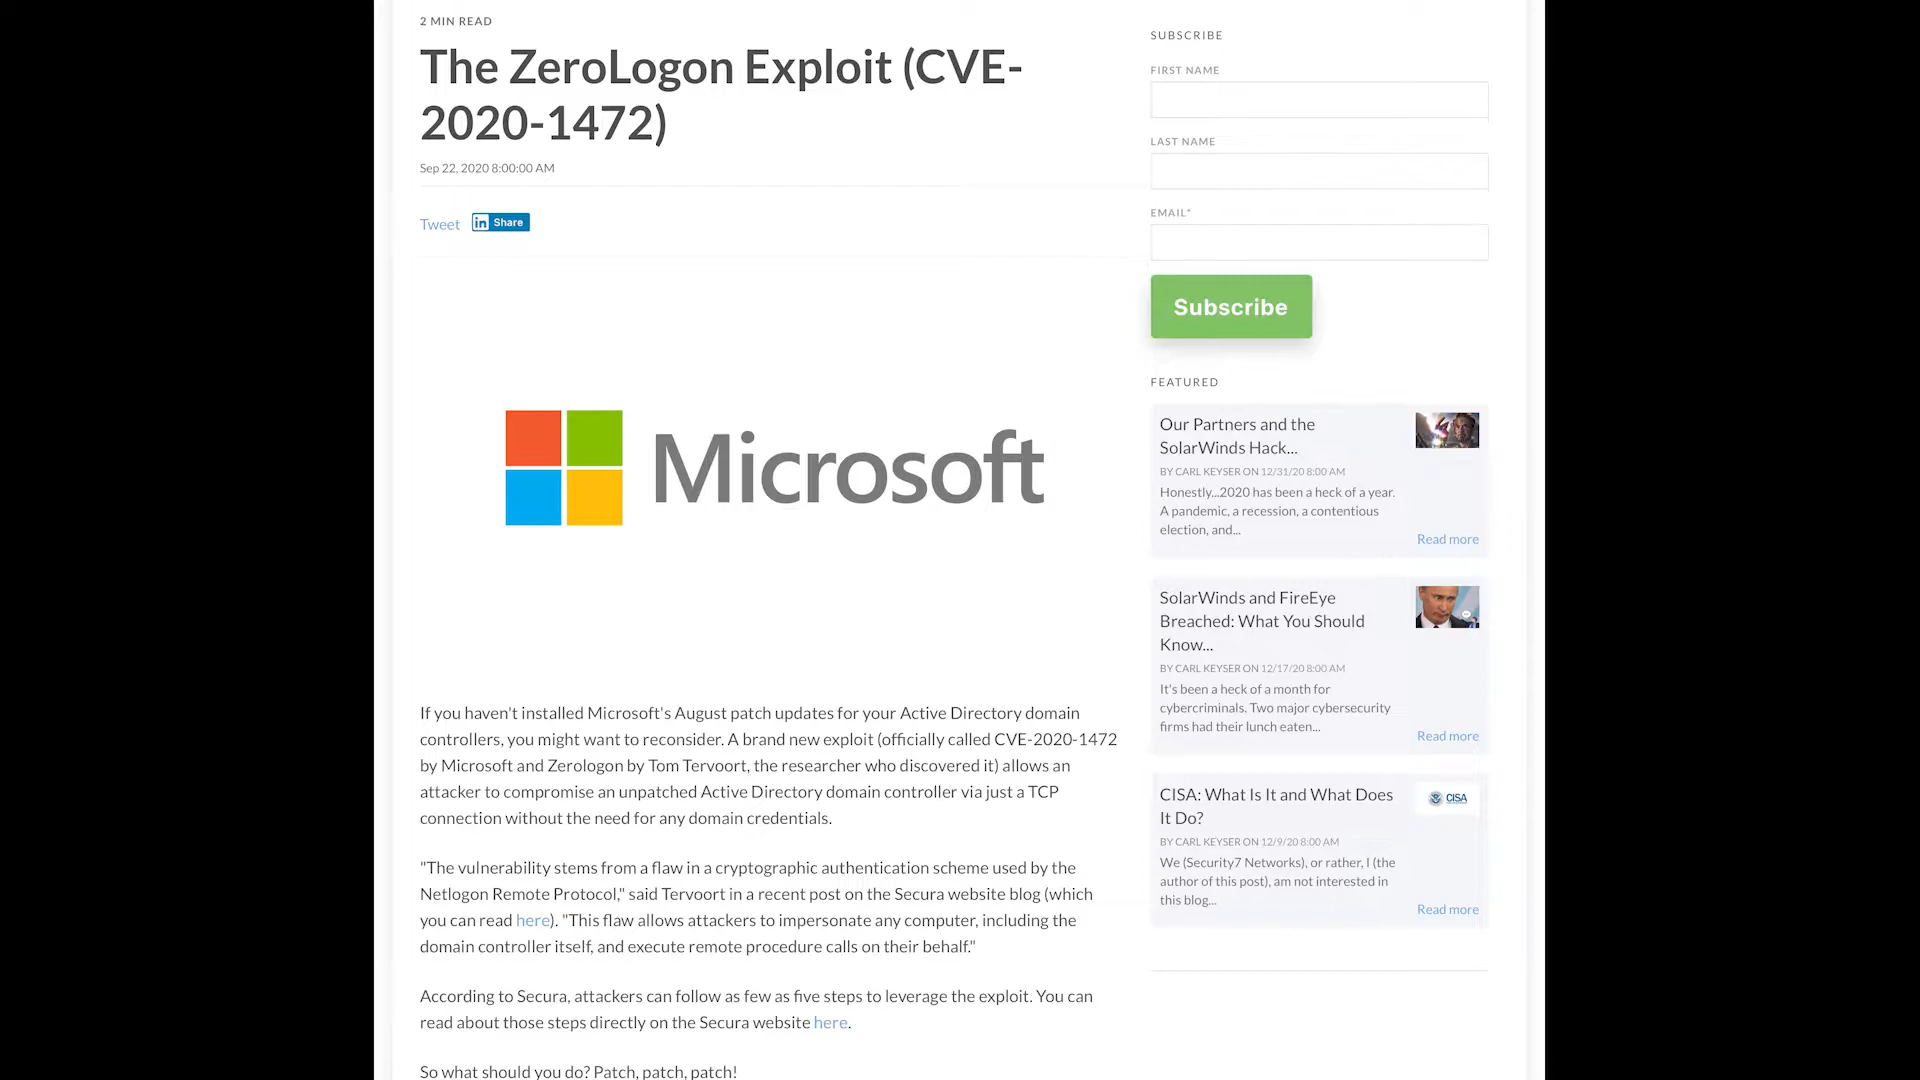 2 MIN READ
The ZeroLogon Exploit (CVE-
2020-1472)
Sep 22, 2020 8:00:00 AM
Tweet
in Share
Microsoft
If you haven't installed Microsoft's August patch updates for your Active Directory domain
controllers, you might want to reconsider. A brand new exploit (officially called CVE-2020-1472
by Microsoft and Zerologon by Tom Tervoort, the researcher who discovered it) allows an
attacker to compromise an unpatched Active Directory domain controller via just a TCP
connection without the need for any domain credentials.
"The vulnerability stems from a flaw in a cryptographic authentication scheme used by the
Netlogon Remote Protocol," said Tervoort in a recent post on the Secura website blog (which
you can read here). "This flaw allows attackers to impersonate any computer, including the
domain controller itself, and execute remote procedure calls on their behalf."
According to Secura, attackers can follow as few as five steps to leverage the exploit. You can
read about those steps directly on the Secura website here.
So what should you do? Patch, patch, patch!
SUBSCRIBE
FIRST NAME
LAST NAME
EMAIL*
Subscribe
FEATURED
Our Partners and the
SolarWinds Hack...
BY CARL KEYSER ON 12/31/20 8:00 AM
Honestly...2020 has been a heck of a year.
A pandemic, a recession, a contentious
election, and...
Read more
SolarWinds and FireEye
Breached: What You Should
Know...
BY CARL KEYSER ON 12/17/20 8:00 AM
It's been a heck of a month for
cybercriminals. Two major cybersecurity
firms had their lunch eaten...
Read more
CISA: What Is It and What Does
It Do?
CISA
BY CARL KEYSER ON 12/9/20 8:00 AM
We (Security7 Networks), or rather, I (the
author of this post), am not interested in
this blog...
Read more